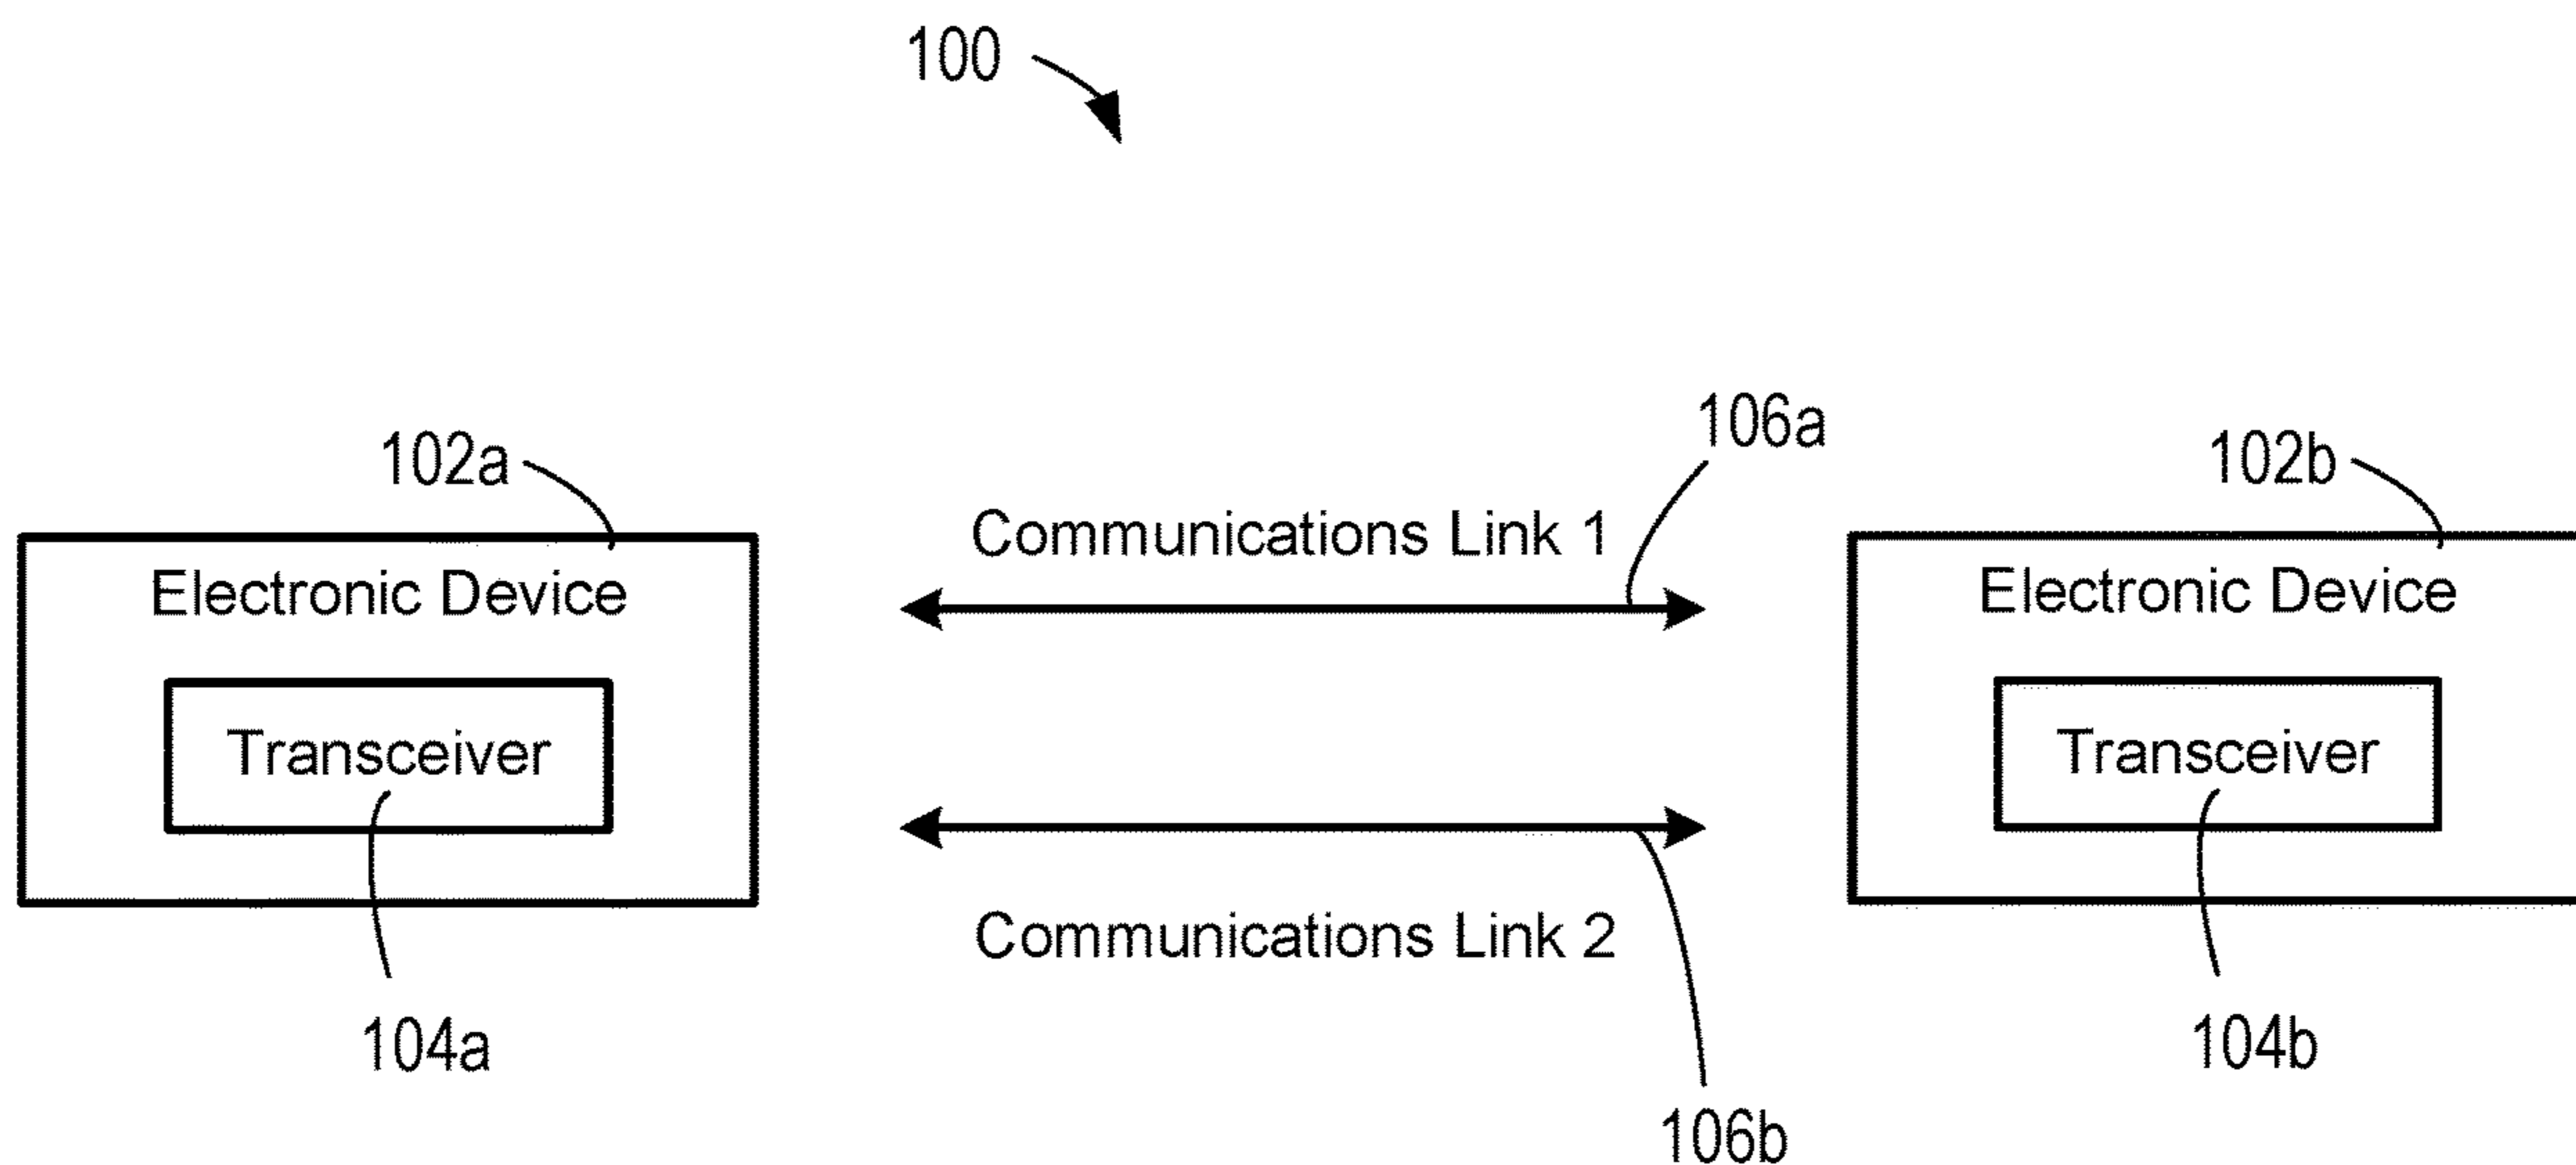 100
102a
106a
102b
Communications Link 1
Electronic Device
Electronic Device
Transceiver
Transceiver
Communications Link 2
104a
104b
106b